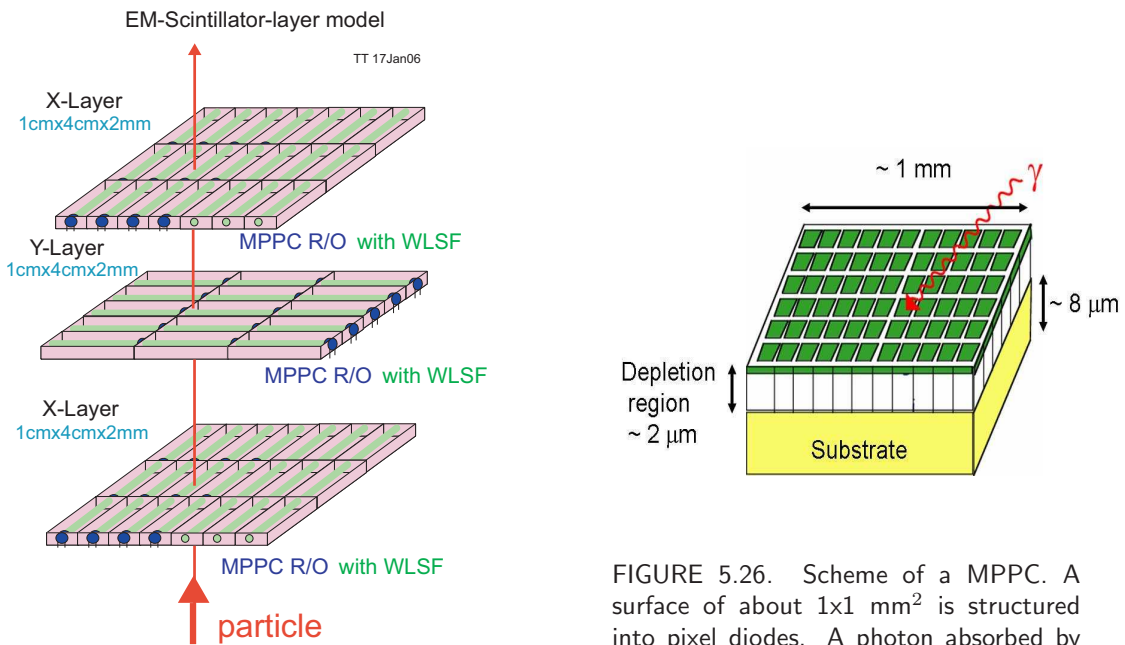 EM-Scintillator-layer model
TT 17Jan06
X-Layer
1cmx4cmx2mm
MPPC R/O with WLSF
Y-Layer
1cmx4cmx2mm
MPPC R/O with WLSF
X-Layer
1cmx4cmx2mm
MPPC R/O with WLSF
particle
~ 1 mm
γ
~ 8 µm
Depletion
region
~ 2 µm
Substrate
FIGURE 5.26. Scheme of a MPPC. A
surface of about 1x1 mm² is structured
into pixel diodes. A photon absorbed by